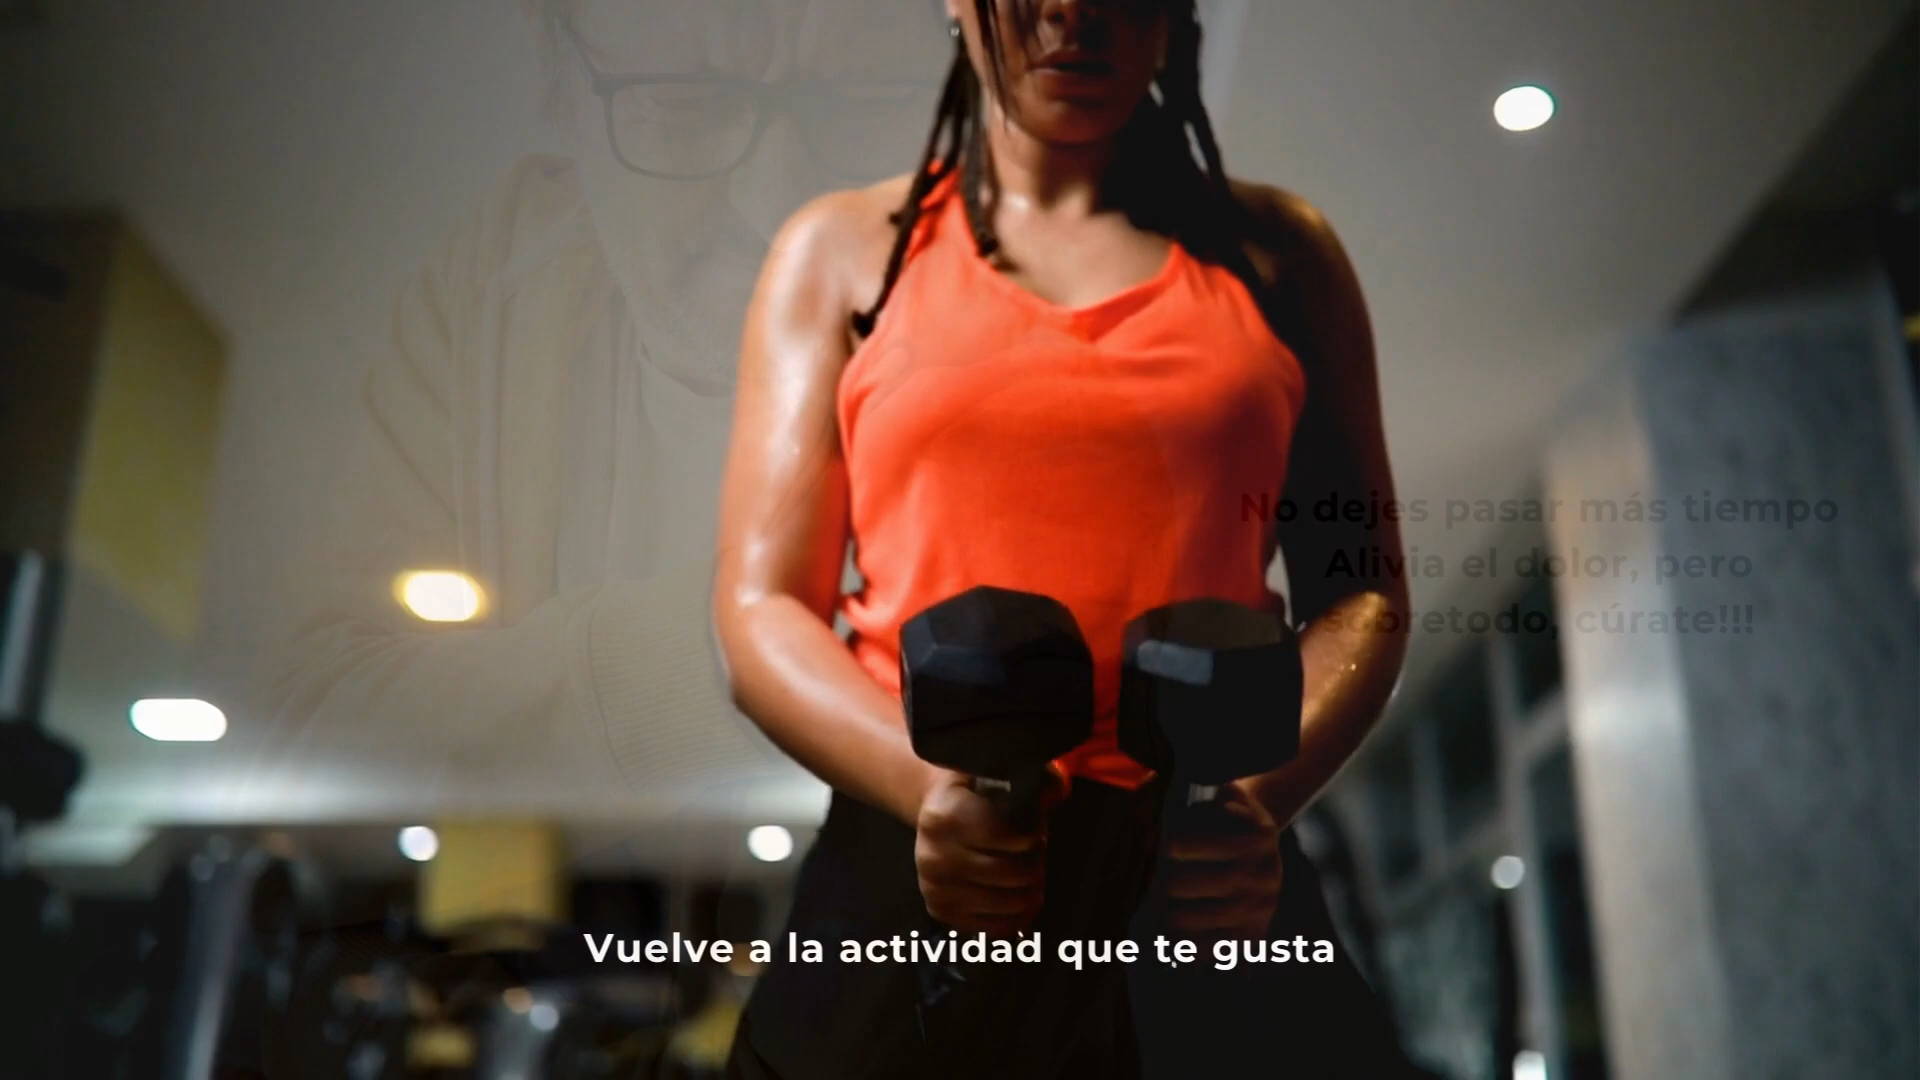 No dejes pasar más tiempo
Alivia el dolor, pero
sobretodo, cúrate!!!
Vuelve a la actividad que te gusta